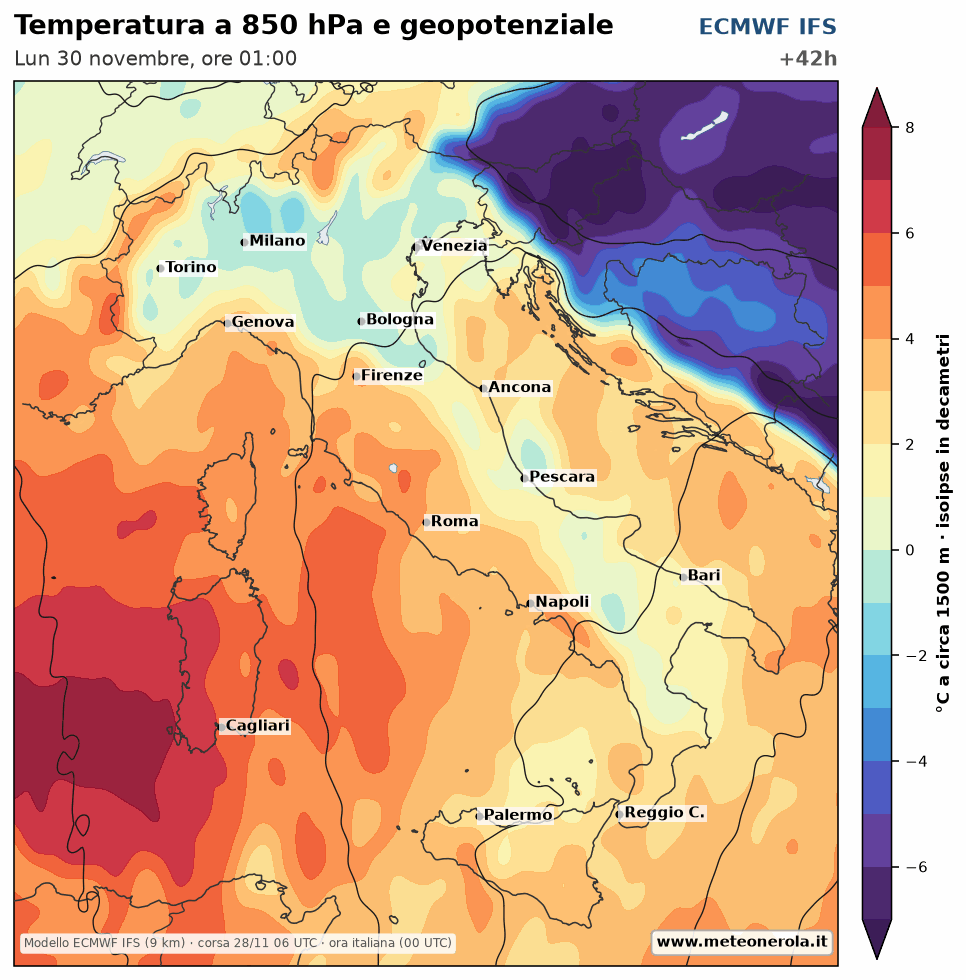 Temperatura a 850 hPa e geopotenziale
ECMWF IFS
Lun 30 novembre, ore 01:00
+42h
Milano
Venezia
Torino
Genova
Bologna
Firenze
Ancona
Pescara
Roma
Bari
Napoli
Cagliari
Palermo
Reggio C.
8
6
4
2
0
−2
−4
−6
°C a circa 1500 m · isoipse in decametri
Modello ECMWF IFS (9 km) · corsa 28/11 06 UTC · ora italiana (00 UTC)
www.meteonerola.it